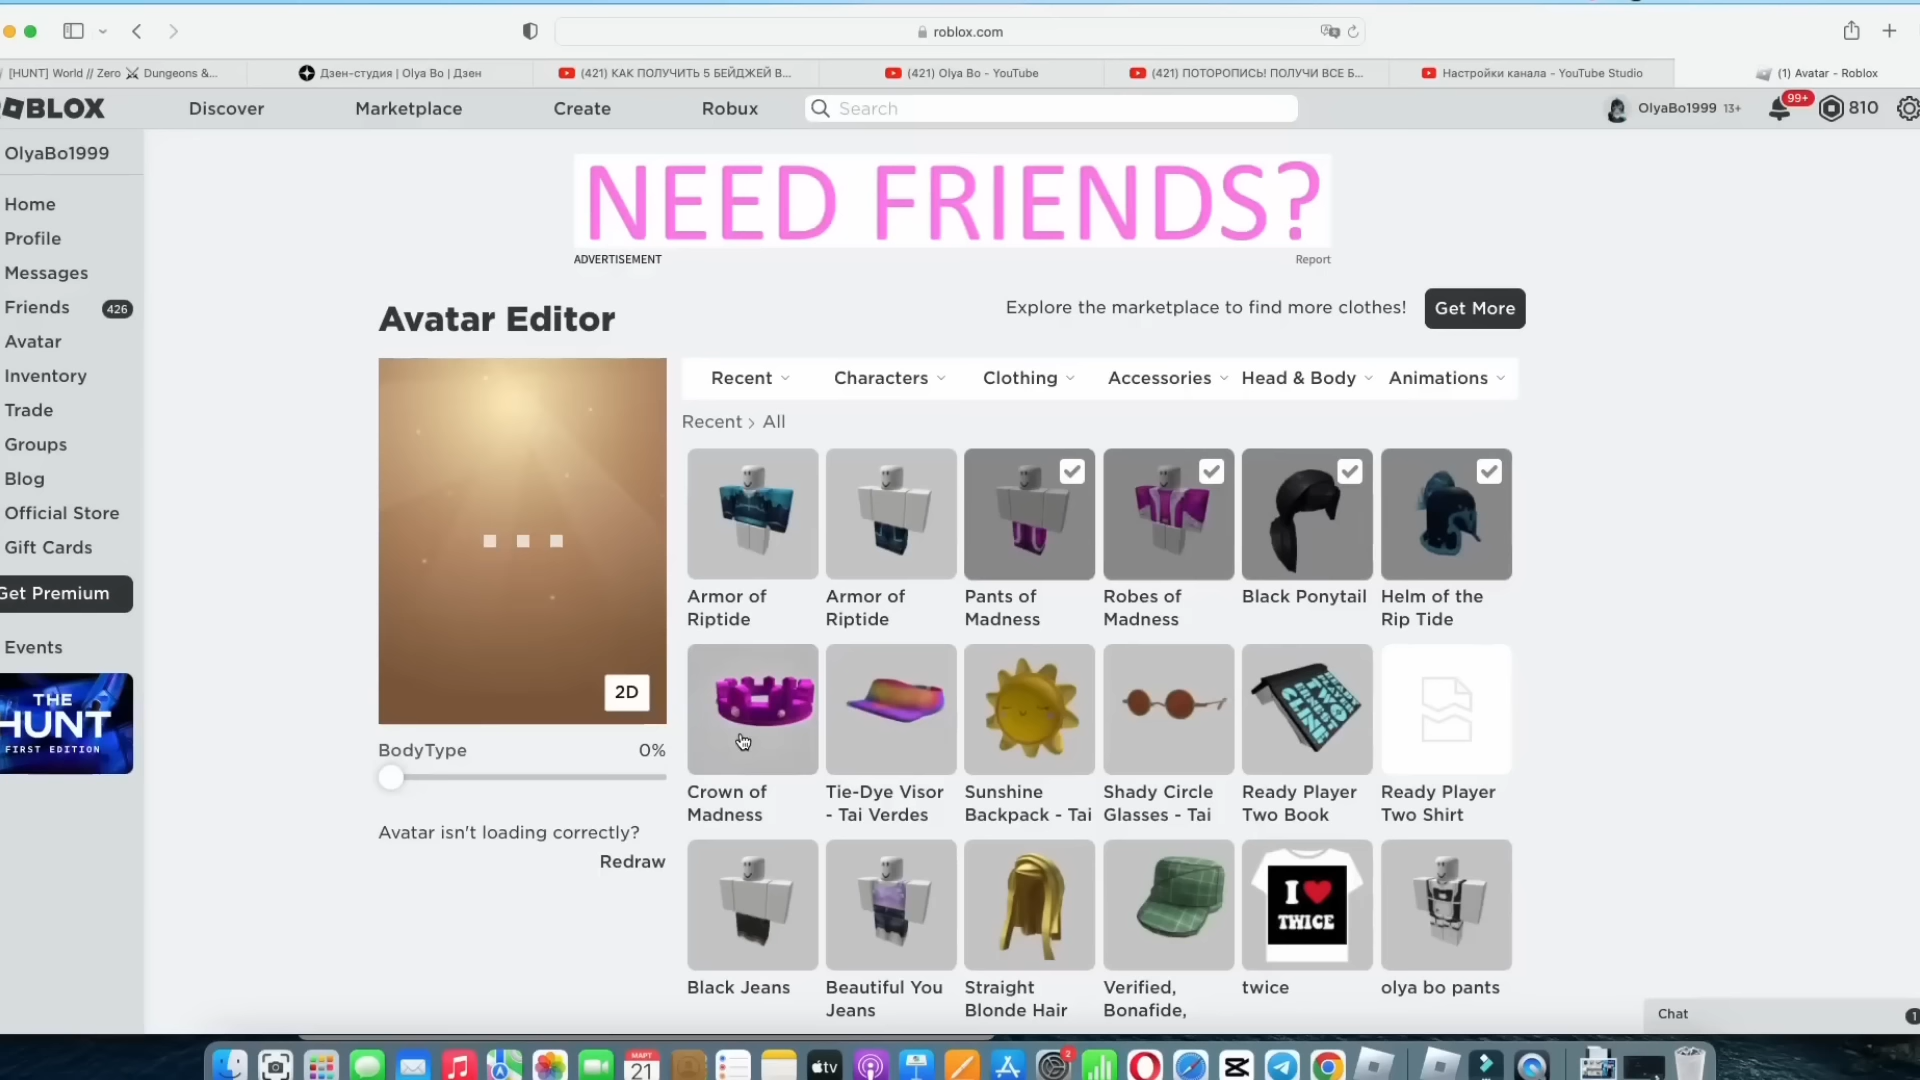 roblox.com
[HUNT] World // Zero ⚔ Dungeons &...
Дзен-студия | Olya Bo | Дзен
(421) КАК ПОЛУЧИТЬ 5 БЕЙДЖЕЙ В...
(421) Olya Bo - YouTube
(421) ПОТОРОПИСЬ! ПОЛУЧИ ВСЕ Б...
Настройки канала - YouTube Studio
(1) Avatar - Roblox
ROBLOX
Discover
Marketplace
Create
Robux
Search
OlyaBo1999 13+
99+
810
OlyaBo1999
Home
Profile
Messages
Friends 426
Avatar
Inventory
Trade
Groups
Blog
Official Store
Gift Cards
Get Premium
Events
THE
HUNT
FIRST EDITION
NEED FRIENDS?
ADVERTISEMENT
Report
Avatar Editor
Explore the marketplace to find more clothes!
Get More
2D
BodyType 0%
Avatar isn't loading correctly?
Redraw
Recent Characters Clothing Accessories Head & Body Animations
Recent > All
Armor of
Riptide
Armor of
Riptide
Pants of
Madness
Robes of
Madness
Black Ponytail
Helm of the
Rip Tide
Crown of
Madness
Tie-Dye Visor
- Tai Verdes
Sunshine
Backpack - Tai
Shady Circle
Glasses - Tai
Ready Player
Two Book
Ready Player
Two Shirt
I ❤
TWICE
Black Jeans
Beautiful You
Jeans
Straight
Blonde Hair
Verified,
Bonafide,
twice
olya bo pants
Chat
1
МАРТ
21
tv
2